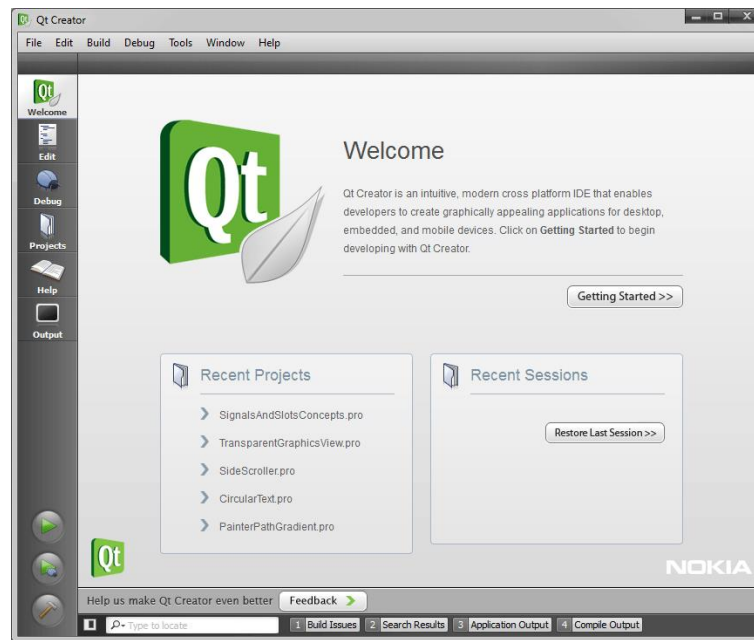 Qt Creator
File Edit Build Debug Tools Window Help
Qt
Welcome
Edit
Debug
Projects
Help
Output
Qt
Welcome
Qt Creator is an intuitive, modern cross platform IDE that enables
developers to create graphically appealing applications for desktop,
embedded, and mobile devices. Click on Getting Started to begin
developing with Qt Creator.
Getting Started >>
Recent Projects
SignalsAndSlotsConcepts.pro
TransparentGraphicsView.pro
SideScroller.pro
CircularText.pro
PainterPathGradient.pro
Recent Sessions
Restore Last Session >>
Qt
NOKIA
Help us make Qt Creator even better Feedback
Type to locate 1 Build Issues 2 Search Results 3 Application Output 4 Compile Output